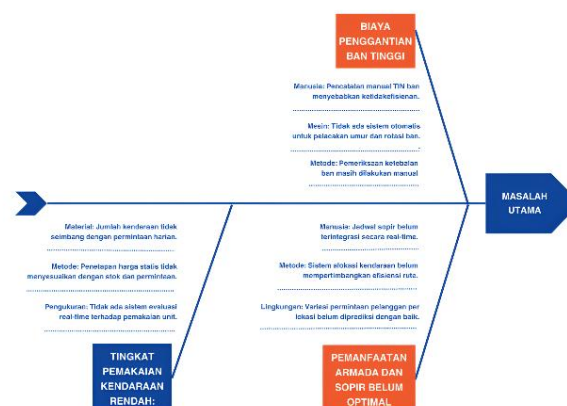 BIAYA
PENGGANTIAN
BAN TINGGI
Manusia: Pencatatan manual TIN ban
menyebabkan ketidakefisienan.
Mesin: Tidak ada sistem otomatis
untuk pelacakan umur dan rotasi ban.
Metode: Pemeriksaan ketebalan
ban masih dilakukan manual
MASALAH
UTAMA
Material: Jumlah kenderaan tidak
seimbang dengan permintaan harian.
Metode: Penetapan harga statis tidak
menyesuaikan dengan stok dan permintaan.
Pengukuran: Tidak ada sistem evaluasi
real-time terhadap pemakaian unit.
TINGKAT
PEMAKAIAN
KENDARAAN
RENDAH:
Manusia: Jadwal sopir belum
terintegrasi secara real-time.
Metode: Sistem alokasi kendaraan belum
mempertimbangkan efisiensi rute.
Lingkungan: Variasi permintaan pelanggan per
lokasi belum diprediksi dengan baik.
PEMANFAATAN
ARMADA DAN
SOPIR BELUM
OPTIMAL